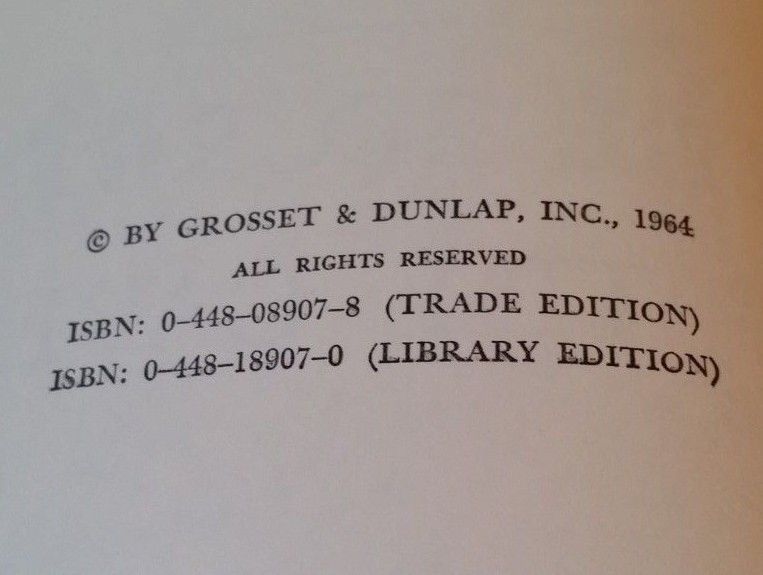 © BY GROSSET & DUNLAP, INC., 1964
ALL RIGHTS RESERVED
ISBN: 0–448–08907–8 (TRADE EDITION)
ISBN: 0–448–18907–0 (LIBRARY EDITION)